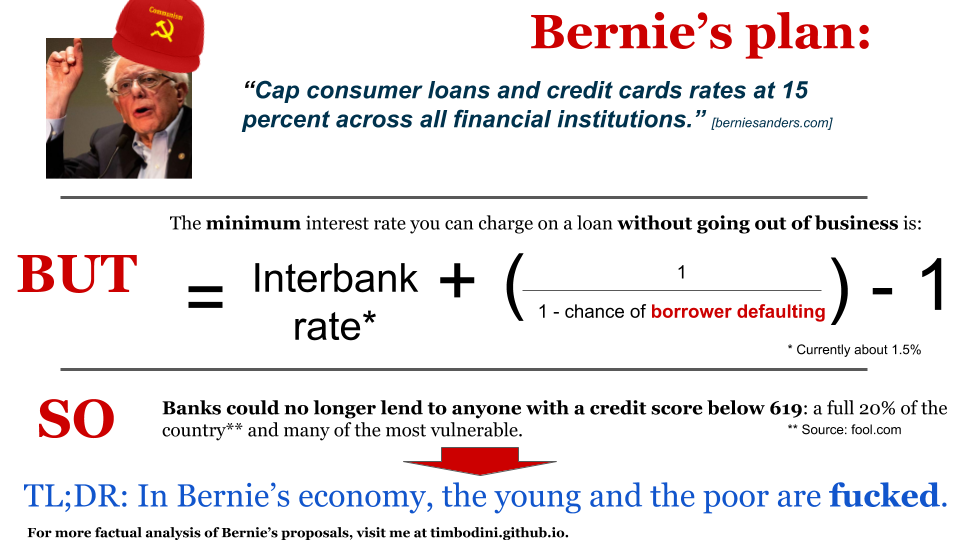 Communism
Bernie’s plan:
“Cap consumer loans and credit cards rates at 15
percent across all financial institutions.” [berniesanders.com]
The minimum interest rate you can charge on a loan without going out of business is:
BUT
= Interbank rate* + ( 1 / 1 - chance of borrower defaulting ) - 1
* Currently about 1.5%
SO
Banks could no longer lend to anyone with a credit score below 619: a full 20% of the
country** and many of the most vulnerable.
** Source: fool.com
TL;DR: In Bernie’s economy, the young and the poor are fucked.
For more factual analysis of Bernie’s proposals, visit me at timbodini.github.io.